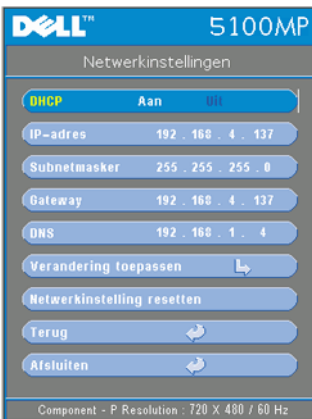 DELL™ 5100MP
Netwerkinstellingen
DHCP Aan Uit
IP-adres 192 . 168 . 4 . 137
Subnetmasker 255 . 255 . 255 . 0
Gateway 192 . 168 . 4 . 137
DNS 192 . 168 . 1 . 4
Verandering toepassen
Netwerkinstelling resetten
Terug
Afsluiten
Component - P Resolution : 720 X 480 / 60 Hz